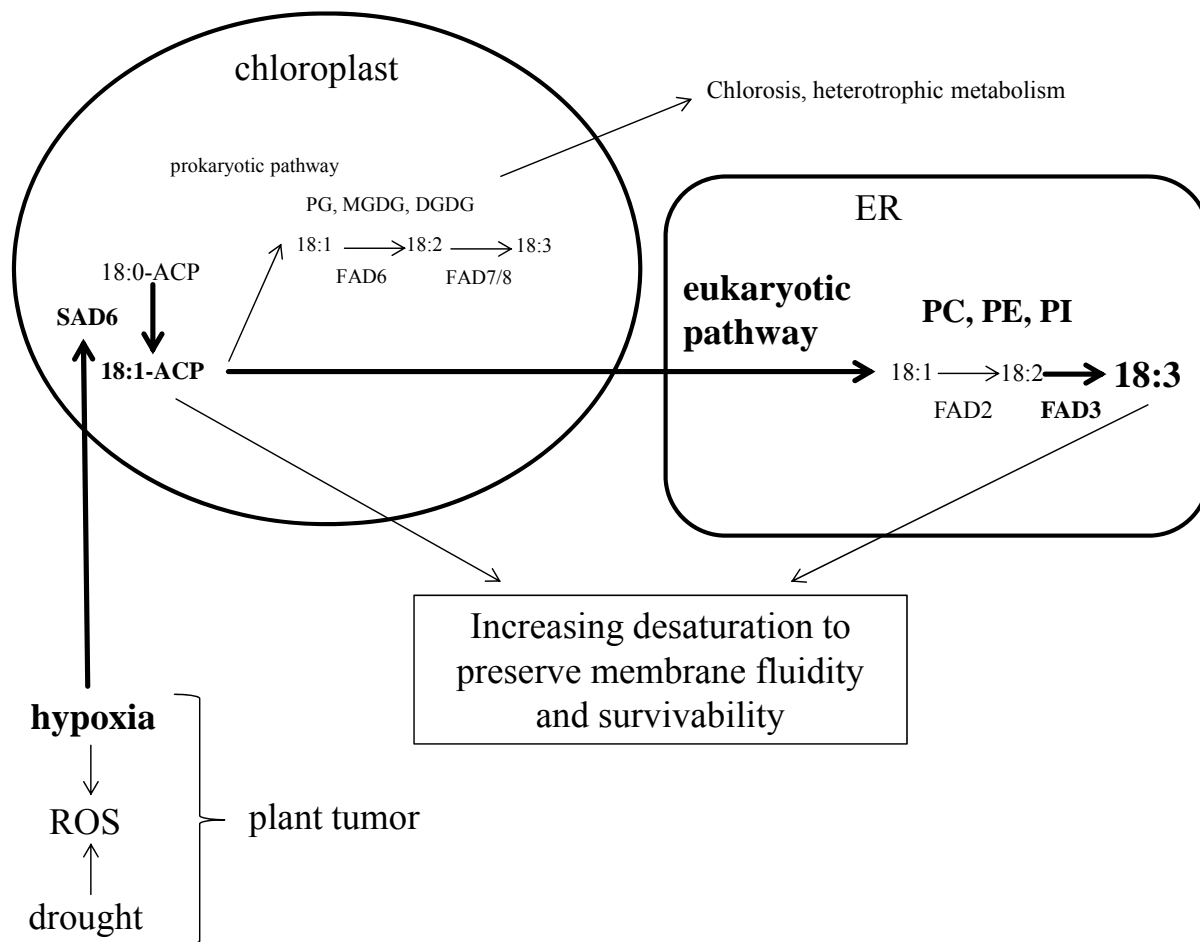 chloroplast
Chlorosis, heterotrophic metabolism
prokaryotic pathway
PG, MGDG, DGDG
18:1 18:2 18:3
FAD6 FAD7/8
18:0-ACP
SAD6
18:1-ACP
ER
eukaryotic
pathway
PC, PE, PI
18:1 18:2 18:3
FAD2 FAD3
Increasing desaturation to
preserve membrane fluidity
and survivability
hypoxia
ROS
drought
plant tumor